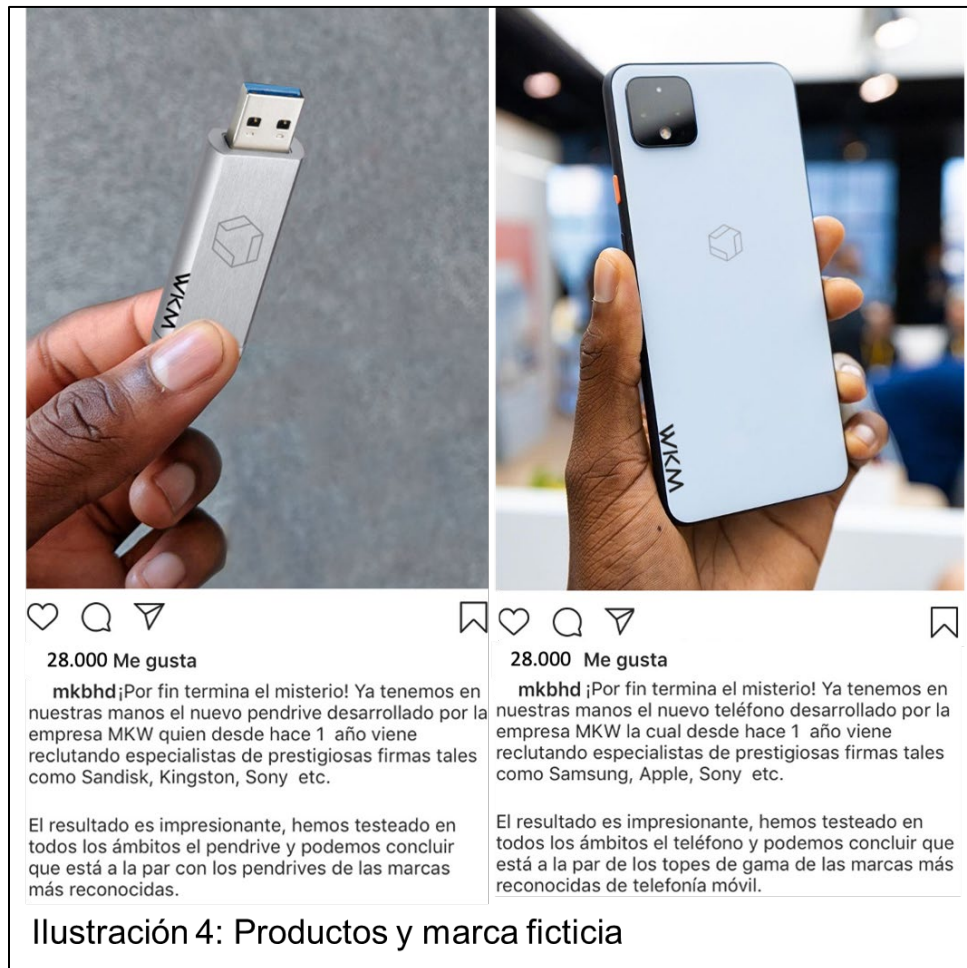 WKM
28.000 Me gusta
mkbhd ¡Por fin termina el misterio! Ya tenemos en
nuestras manos el nuevo pendrive desarrollado por la
empresa MKW quien desde hace 1 año viene
reclutando especialistas de prestigiosas firmas tales
como Sandisk, Kingston, Sony etc.
El resultado es impresionante, hemos testeado en
todos los ámbitos el pendrive y podemos concluir
que está a la par con los pendrives de las marcas
más reconocidas.
WKM
28.000 Me gusta
mkbhd ¡Por fin termina el misterio! Ya tenemos en
nuestras manos el nuevo teléfono desarrollado por la
empresa MKW la cual desde hace 1 año viene
reclutando especialistas de prestigiosas firmas tales
como Samsung, Apple, Sony etc.
El resultado es impresionante, hemos testeado en
todos los ámbitos el teléfono y podemos concluir que
está a la par de los topes de gama de las marcas más
reconocidas de telefonía móvil.
Ilustración 4: Productos y marca ficticia